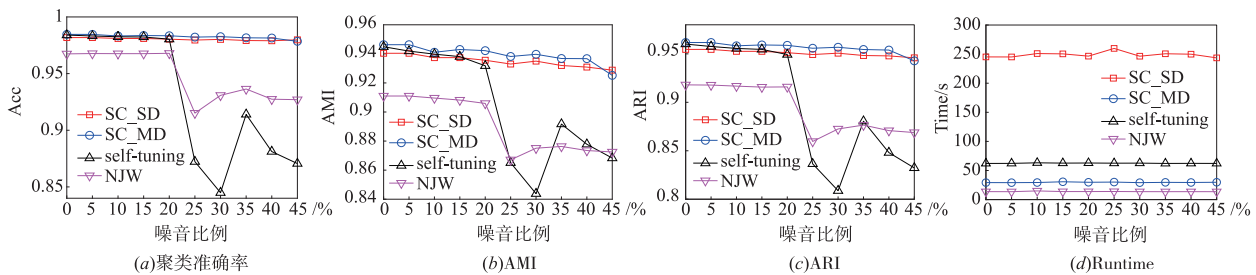 1
0.95
0.9
0.85
Acc
SC_SD
SC_MD
self-tuning
NJW
0 5 10 15 20 25 30 35 40 45 /%
噪音比例
(a)聚类准确率
0.96
0.94
0.92
0.9
0.88
0.86
0.84
AMI
SC_SD
SC_MD
self-tuning
NJW
0 5 10 15 20 25 30 35 40 45 /%
噪音比例
(b)AMI
0.95
0.9
0.85
0.8
ARI
SC_SD
SC_MD
self-tuning
NJW
0 5 10 15 20 25 30 35 40 45 /%
噪音比例
(c)ARI
300
250
200
150
100
50
0
Time/s
SC_SD
SC_MD
self-tuning
NJW
0 5 10 15 20 25 30 35 40 45 /%
噪音比例
(d)Runtime